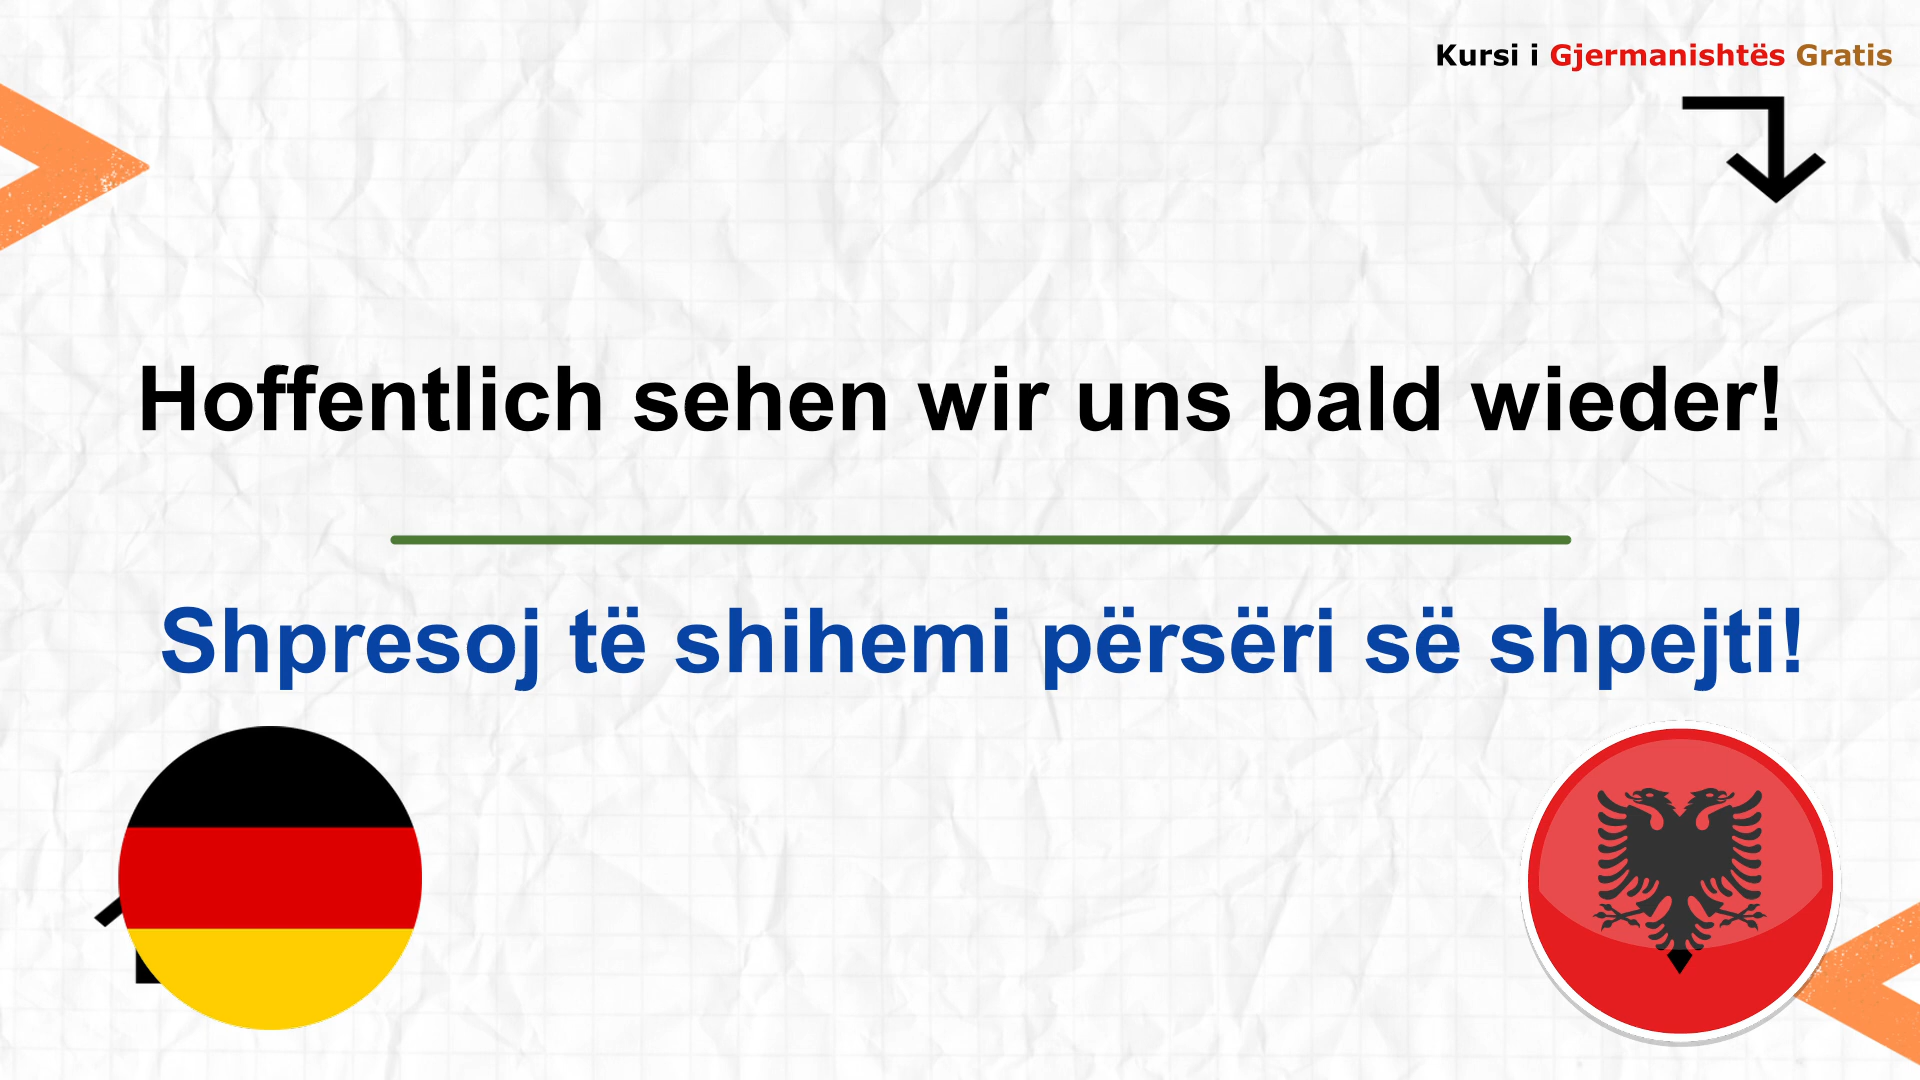 Kursi i Gjermanishtës Gratis
Hoffentlich sehen wir uns bald wieder!
Shpresoj të shihemi përsëri së shpejti!